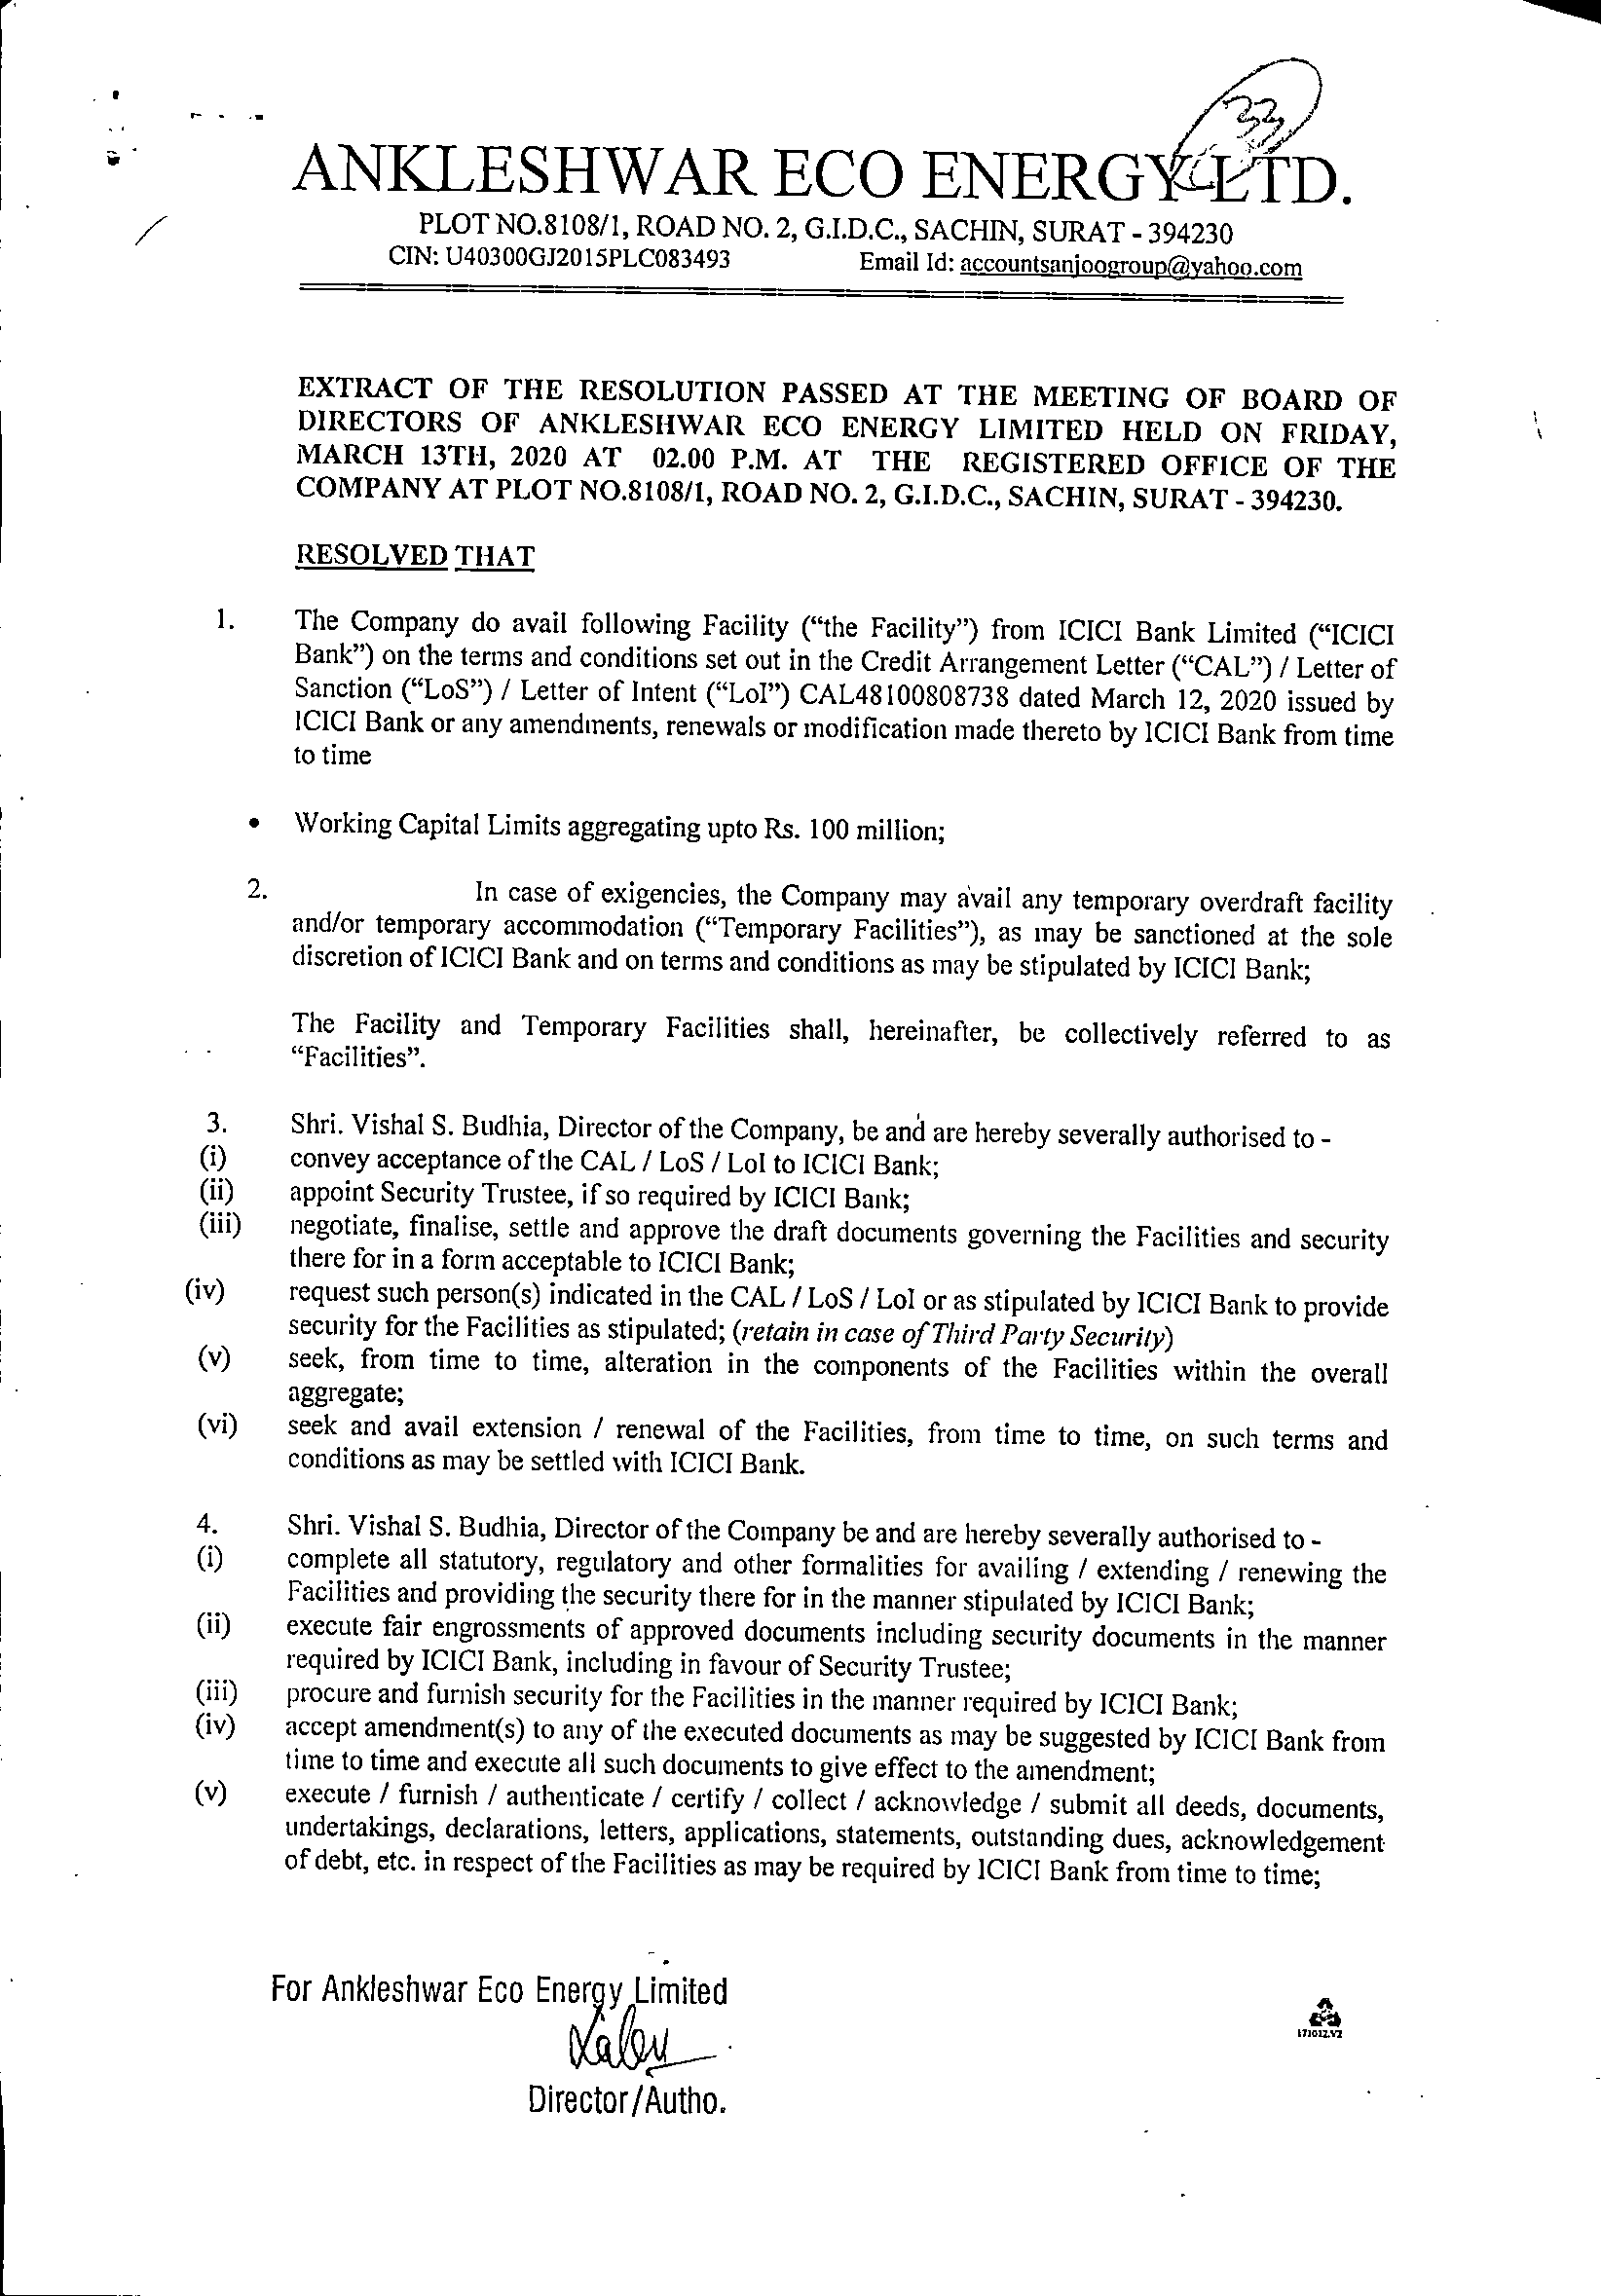 33
ANKLESHWAR ECO ENERGY LTD.
PLOT NO.8108/1, ROAD NO. 2, G.I.D.C., SACHIN, SURAT - 394230
CIN: U40300GJ2015PLC083493 Email Id: accountsanjoogroup@yahoo.com
EXTRACT OF THE RESOLUTION PASSED AT THE MEETING OF BOARD OF
DIRECTORS OF ANKLESHWAR ECO ENERGY LIMITED HELD ON FRIDAY,
MARCH 13TH, 2020 AT 02.00 P.M. AT THE REGISTERED OFFICE OF THE
COMPANY AT PLOT NO.8108/1, ROAD NO. 2, G.I.D.C., SACHIN, SURAT - 394230.
RESOLVED THAT
1. The Company do avail following Facility (“the Facility”) from ICICI Bank Limited (“ICICI
Bank”) on the terms and conditions set out in the Credit Arrangement Letter (“CAL”) / Letter of
Sanction (“LoS”) / Letter of Intent (“LoI”) CAL48100808738 dated March 12, 2020 issued by
ICICI Bank or any amendments, renewals or modification made thereto by ICICI Bank from time
to time
• Working Capital Limits aggregating upto Rs. 100 million;
2. In case of exigencies, the Company may avail any temporary overdraft facility
and/or temporary accommodation (“Temporary Facilities”), as may be sanctioned at the sole
discretion of ICICI Bank and on terms and conditions as may be stipulated by ICICI Bank;
The Facility and Temporary Facilities shall, hereinafter, be collectively referred to as
“Facilities”.
3. Shri. Vishal S. Budhia, Director of the Company, be and are hereby severally authorised to -
(i) convey acceptance of the CAL / LoS / LoI to ICICI Bank;
(ii) appoint Security Trustee, if so required by ICICI Bank;
(iii) negotiate, finalise, settle and approve the draft documents governing the Facilities and security
there for in a form acceptable to ICICI Bank;
(iv) request such person(s) indicated in the CAL / LoS / LoI or as stipulated by ICICI Bank to provide
security for the Facilities as stipulated; (retain in case of Third Party Security)
(v) seek, from time to time, alteration in the components of the Facilities within the overall
aggregate;
(vi) seek and avail extension / renewal of the Facilities, from time to time, on such terms and
conditions as may be settled with ICICI Bank.
4. Shri. Vishal S. Budhia, Director of the Company be and are hereby severally authorised to -
(i) complete all statutory, regulatory and other formalities for availing / extending / renewing the
Facilities and providing the security there for in the manner stipulated by ICICI Bank;
(ii) execute fair engrossments of approved documents including security documents in the manner
required by ICICI Bank, including in favour of Security Trustee;
(iii) procure and furnish security for the Facilities in the manner required by ICICI Bank;
(iv) accept amendment(s) to any of the executed documents as may be suggested by ICICI Bank from
time to time and execute all such documents to give effect to the amendment;
(v) execute / furnish / authenticate / certify / collect / acknowledge / submit all deeds, documents,
undertakings, declarations, letters, applications, statements, outstanding dues, acknowledgement
of debt, etc. in respect of the Facilities as may be required by ICICI Bank from time to time;
For Ankleshwar Eco Energy Limited
Director/Autho.
171012.V2